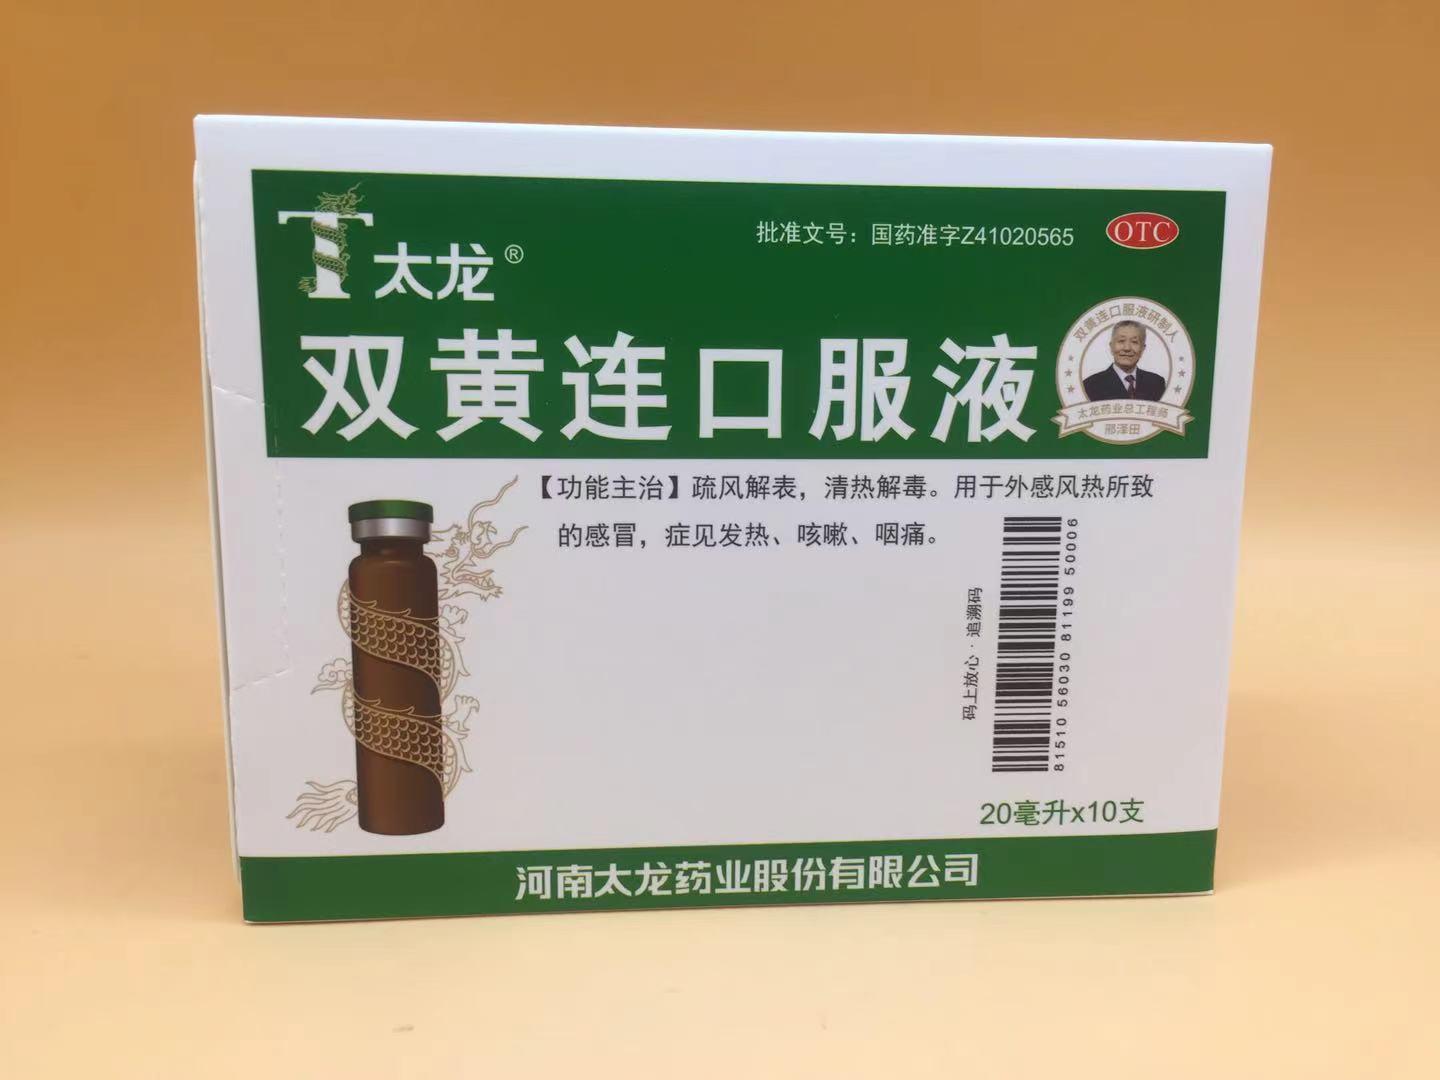 T 太龙®
批准文号：国药准字Z41020565
OTC
双黄连口服液
双黄连口服液研制人
太龙药业总工程师
邢泽田
【功能主治】疏风解表，清热解毒。用于外感风热所致
的感冒，症见发热、咳嗽、咽痛。
码上放心·追溯码
81510 56030 81199 50006
20毫升x10支
河南太龙药业股份有限公司